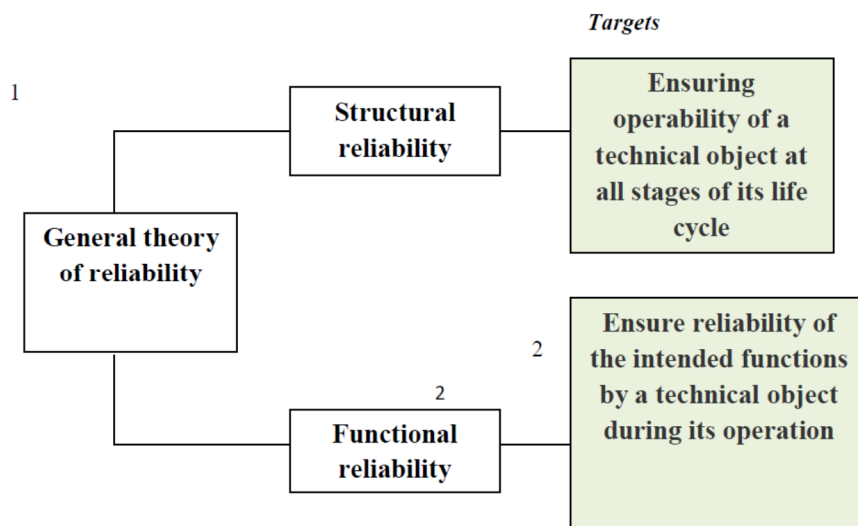 Targets
1
Structural
reliability
Ensuring
operability of a
technical object at
all stages of its life
cycle
General theory
of reliability
2
2
Functional
reliability
Ensure reliability of
the intended functions
by a technical object
during its operation